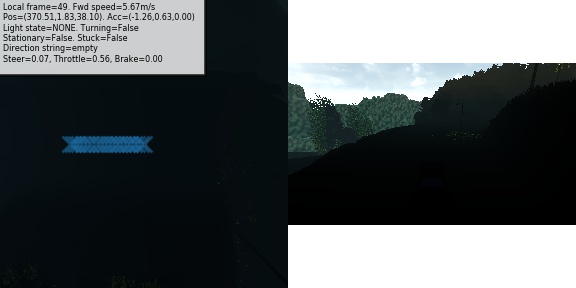 Local frame=49. Fwd speed=5.67m/s
Pos=(370.51,1.83,38.10). Acc=(-1.26,0.63,0.00)
Light state=NONE. Turning=False
Stationary=False. Stuck=False
Direction string=empty
Steer=0.07, Throttle=0.56, Brake=0.00